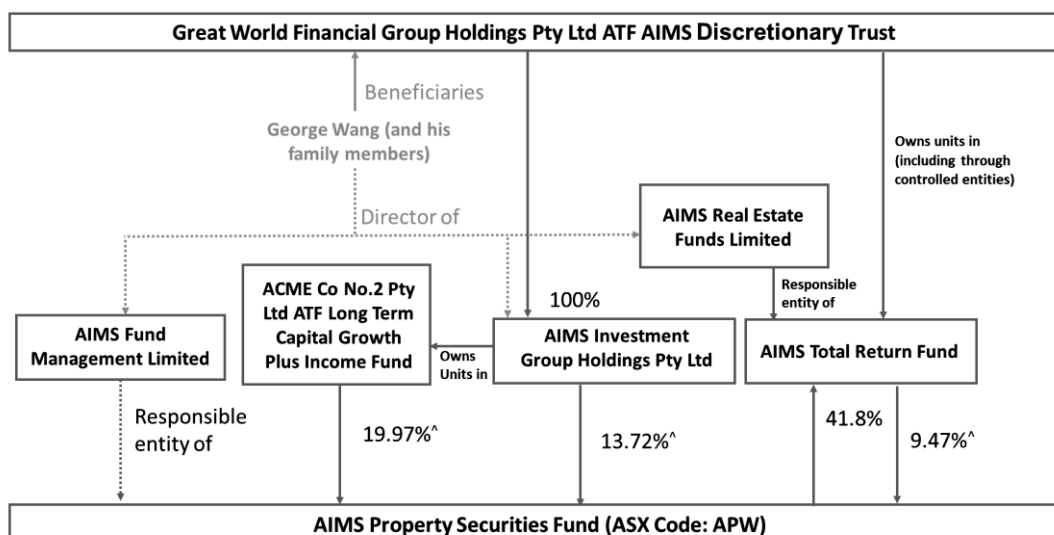 Great World Financial Group Holdings Pty Ltd ATF AIMS Discretionary Trust
Beneficiaries
George Wang (and his
family members)
Owns units in
(including through
controlled entities)
Director of
AIMS Real Estate
Funds Limited
Responsible
entity of
ACME Co No.2 Pty
Ltd ATF Long Term
Capital Growth
Plus Income Fund
100%
AIMS Fund
Management Limited
Owns
Units in
AIMS Investment
Group Holdings Pty Ltd
AIMS Total Return Fund
Responsible
entity of
19.97%^
13.72%^
41.8%
9.47%^
AIMS Property Securities Fund (ASX Code: APW)